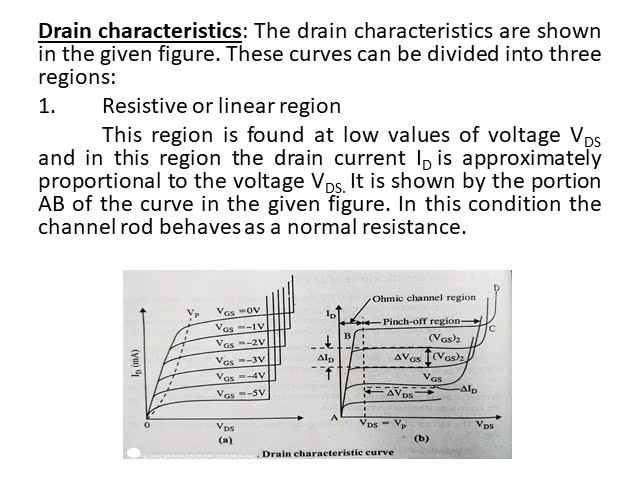 Drain characteristics: The drain characteristics are shown
in the given figure. These curves can be divided into three
regions:
1. Resistive or linear region
This region is found at low values of voltage VDS
and in this region the drain current ID is approximately
proportional to the voltage VDS. It is shown by the portion
AB of the curve in the given figure. In this condition the
channel rod behaves as a normal resistance.
VP
VGS =0V
VGS =-1V
VGS =-2V
VGS =-3V
VGS =-4V
VGS =-5V
ID (mA)
0
VDS
(a)
D
Ohmic channel region
ID
Pinch-off region
B
C
(VGS)2
ΔID
ΔVGS
(VGS)2
VGS
ΔVDS
ΔID
A
VDS = VP
VDS
(b)
. Drain characteristic curve